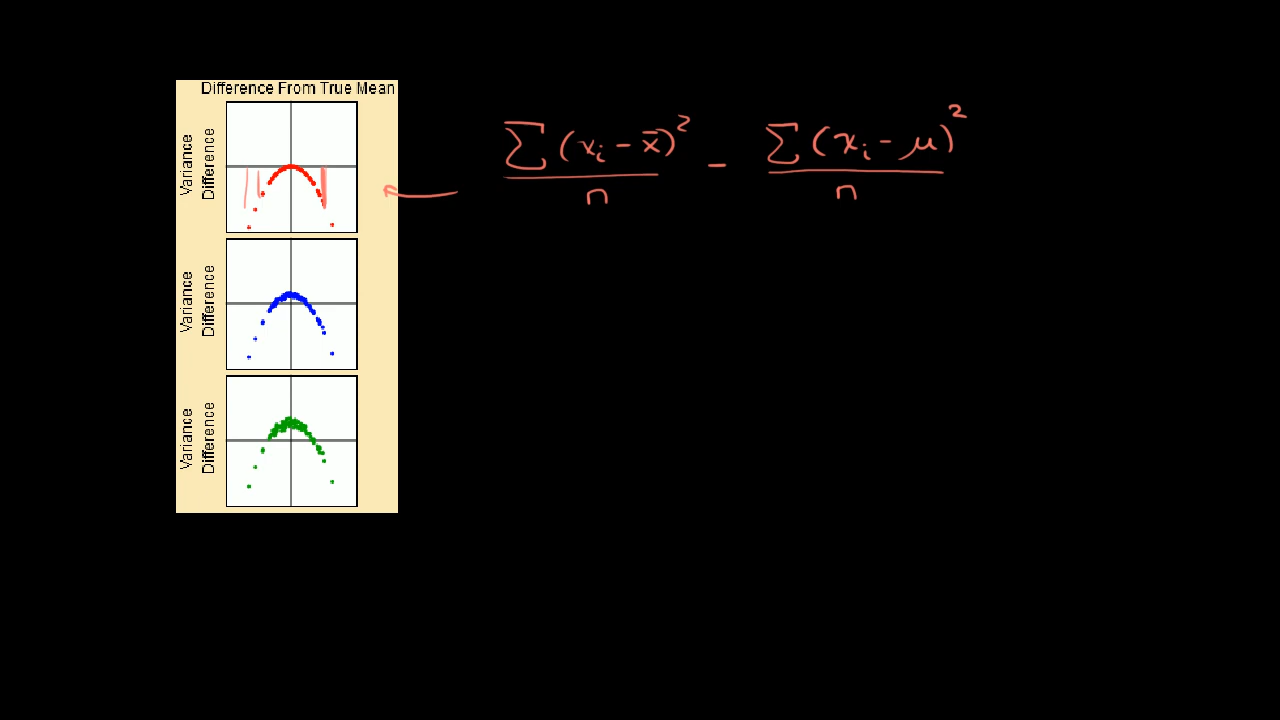 Difference From True Mean
Variance
Difference
Variance
Difference
Variance
Difference
∑(xᵢ - x̄)² / n - ∑(xᵢ - μ)² / n